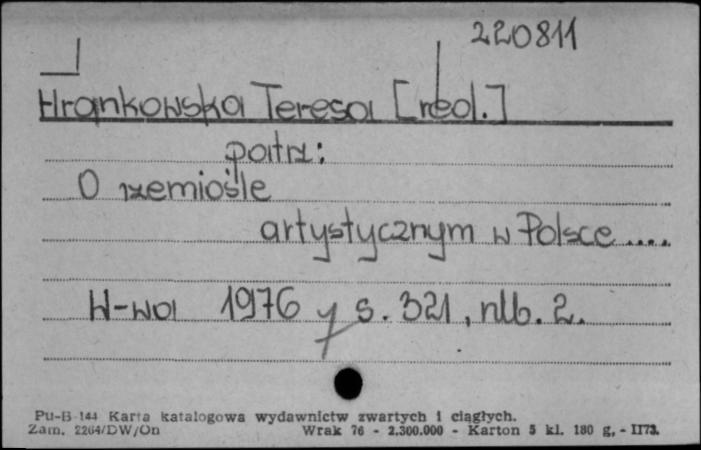 220811
Hrankowska Teresa [red.]
patrz:
O rzemiośle
artystycznym w Polsce ....
W-wa 1976 s. 321, nlb. 2.
Pu-B 144 Karta katalogowa wydawnictw zwartych i ciągłych.
Zam. 2264/DW/On Wrak 76 - 2.300.000 - Karton 5 kl. 180 g. - II73.